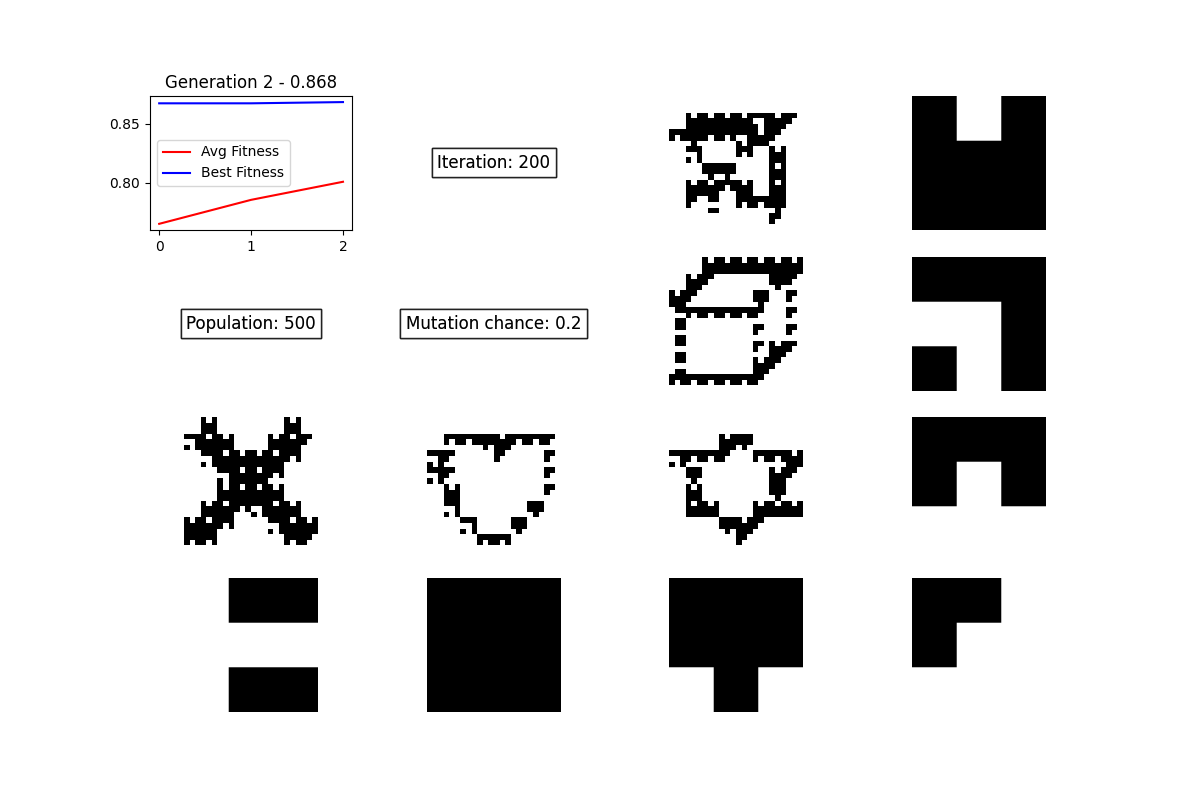 Generation 2 - 0.868
0.85
0.80
Avg Fitness
Best Fitness
0 1 2
Iteration: 200
Population: 500
Mutation chance: 0.2